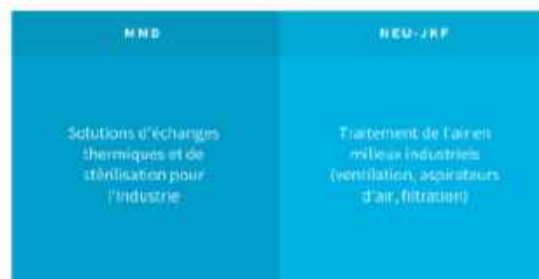 MND
Solutions d'échanges
thermiques et de
stérilisation pour
l'industrie
NEU-JKF
Traitement de l'air en
milieux industriels
(ventilation, aspirateurs
d'air, filtration)